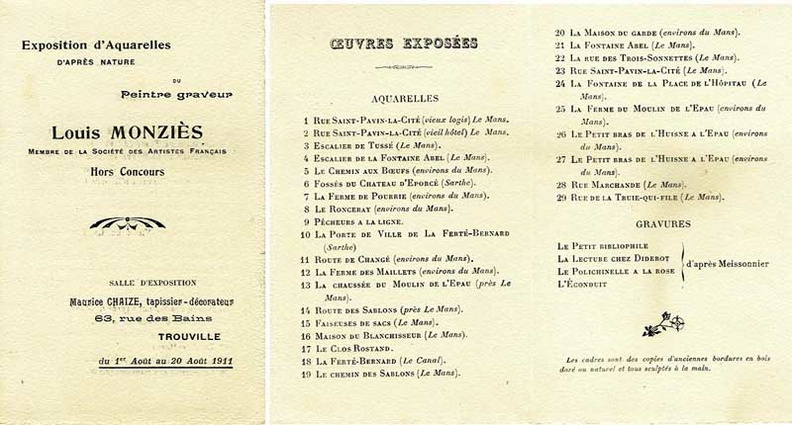 Exposition d'Aquarelles
D'APRÈS NATURE
DU
Peintre graveur
Louis MONZIÈS
MEMBRE DE LA SOCIÉTÉ DES ARTISTES FRANÇAIS
Hors Concours
SALLE D'EXPOSITION
Maurice CHAIZE, tapissier-décorateur
63, rue des Bains
TROUVILLE
du 1er Août au 20 Août 1911
ŒUVRES EXPOSÉES
AQUARELLES
1 RUE SAINT-PAVIN-LA-CITÉ (vieux logis) Le Mans.
2 RUE SAINT-PAVIN-LA-CITÉ (vieil hôtel) Le Mans.
3 ESCALIER DE TUSSÉ (Le Mans).
4 ESCALIER DE LA FONTAINE ABEL (Le Mans).
5 LE CHEMIN AUX BŒUFS (environs du Mans).
6 FOSSÉS DU CHATEAU D'EPORCÉ (Sarthe).
7 LA FERME DE POURRIE (environs du Mans).
8 LE RONCERAY (environs du Mans).
9 PÊCHEURS A LA LIGNE.
10 LA PORTE DE VILLE DE LA FERTÉ-BERNARD
(Sarthe)
11 ROUTE DE CHANGÉ (environs du Mans).
12 LA FERME DES MAILLETS (environs du Mans).
13 LA CHAUSSÉE DU MOULIN DE L'EPAU (près Le
Mans).
14 ROUTE DES SABLONS (près Le Mans).
15 FAISEUSES DE SACS (Le Mans).
16 MAISON DU BLANCHISSEUR (Le Mans).
17 LE CLOS ROSTAND.
18 LA FERTÉ-BERNARD (Le Canal).
19 LE CHEMIN DES SABLONS (Le Mans).
20 LA MAISON DU GARDE (environs du Mans).
21 LA FONTAINE ABEL (Le Mans).
22 LA RUE DES TROIS-SONNETTES (Le Mans).
23 RUE SAINT-PAVIN-LA-CITÉ (Le Mans).
24 LA FONTAINE DE LA PLACE DE L'HÔPITAU (Le
Mans).
25 LA FERME DU MOULIN DE L'EPAU (environs du
Mans).
26 LE PETIT BRAS DE L'HUISNE A L'EPAU (environs
du Mans).
27 LE PETIT BRAS DE L'HUISNE A L'EPAU (environs
du Mans).
28 RUE MARCHANDE (Le Mans).
29 RUE DE LA TRUIE-QUI-FILE (Le Mans).
GRAVURES
LE PETIT BIBLIOPHILE
LA LECTURE CHEZ DIDEROT
LE POLICHINELLE A LA ROSE
L'ÉCONDUIT
d'après Meissonnier
Les cadres sont des copies d'anciennes bordures en bois
doré ou naturel et tous sculptés à la main.